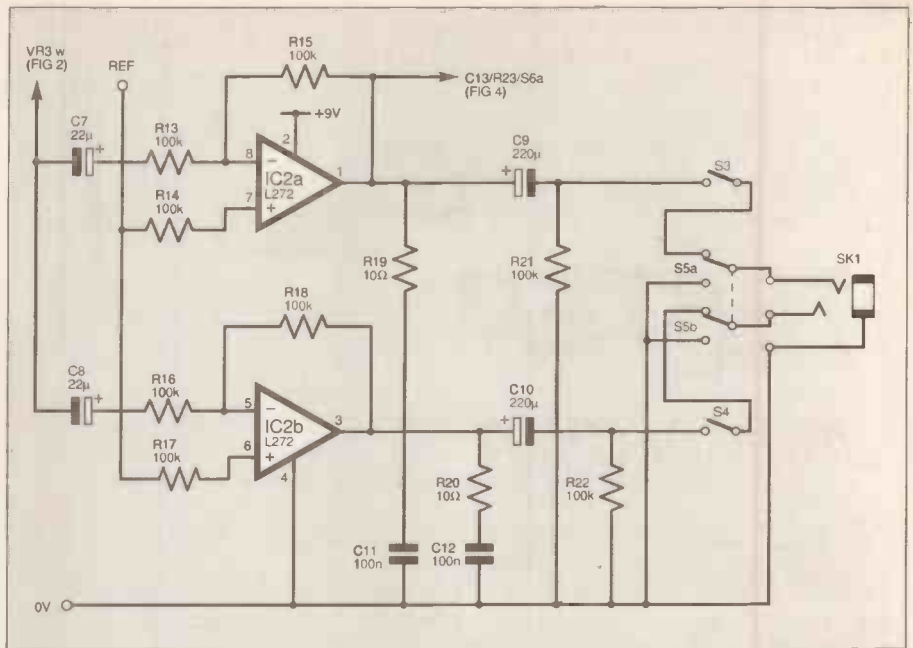 VR3 w
(FIG 2)
REF
R15
100k
C13/R23/S6a
(FIG 4)
+9V
C7
22µ
+
R13
100k
2
8
−
IC2a
L272
1
7
+
R14
100k
C9
220µ
+
S3
R19
10Ω
R21
100k
SK1
S5a
S5b
R18
100k
C8
22µ
+
R16
100k
5
−
IC2b
L272
3
6
+
4
R17
100k
C10
220µ
+
S4
R20
10Ω
R22
100k
C11
100n
C12
100n
0V